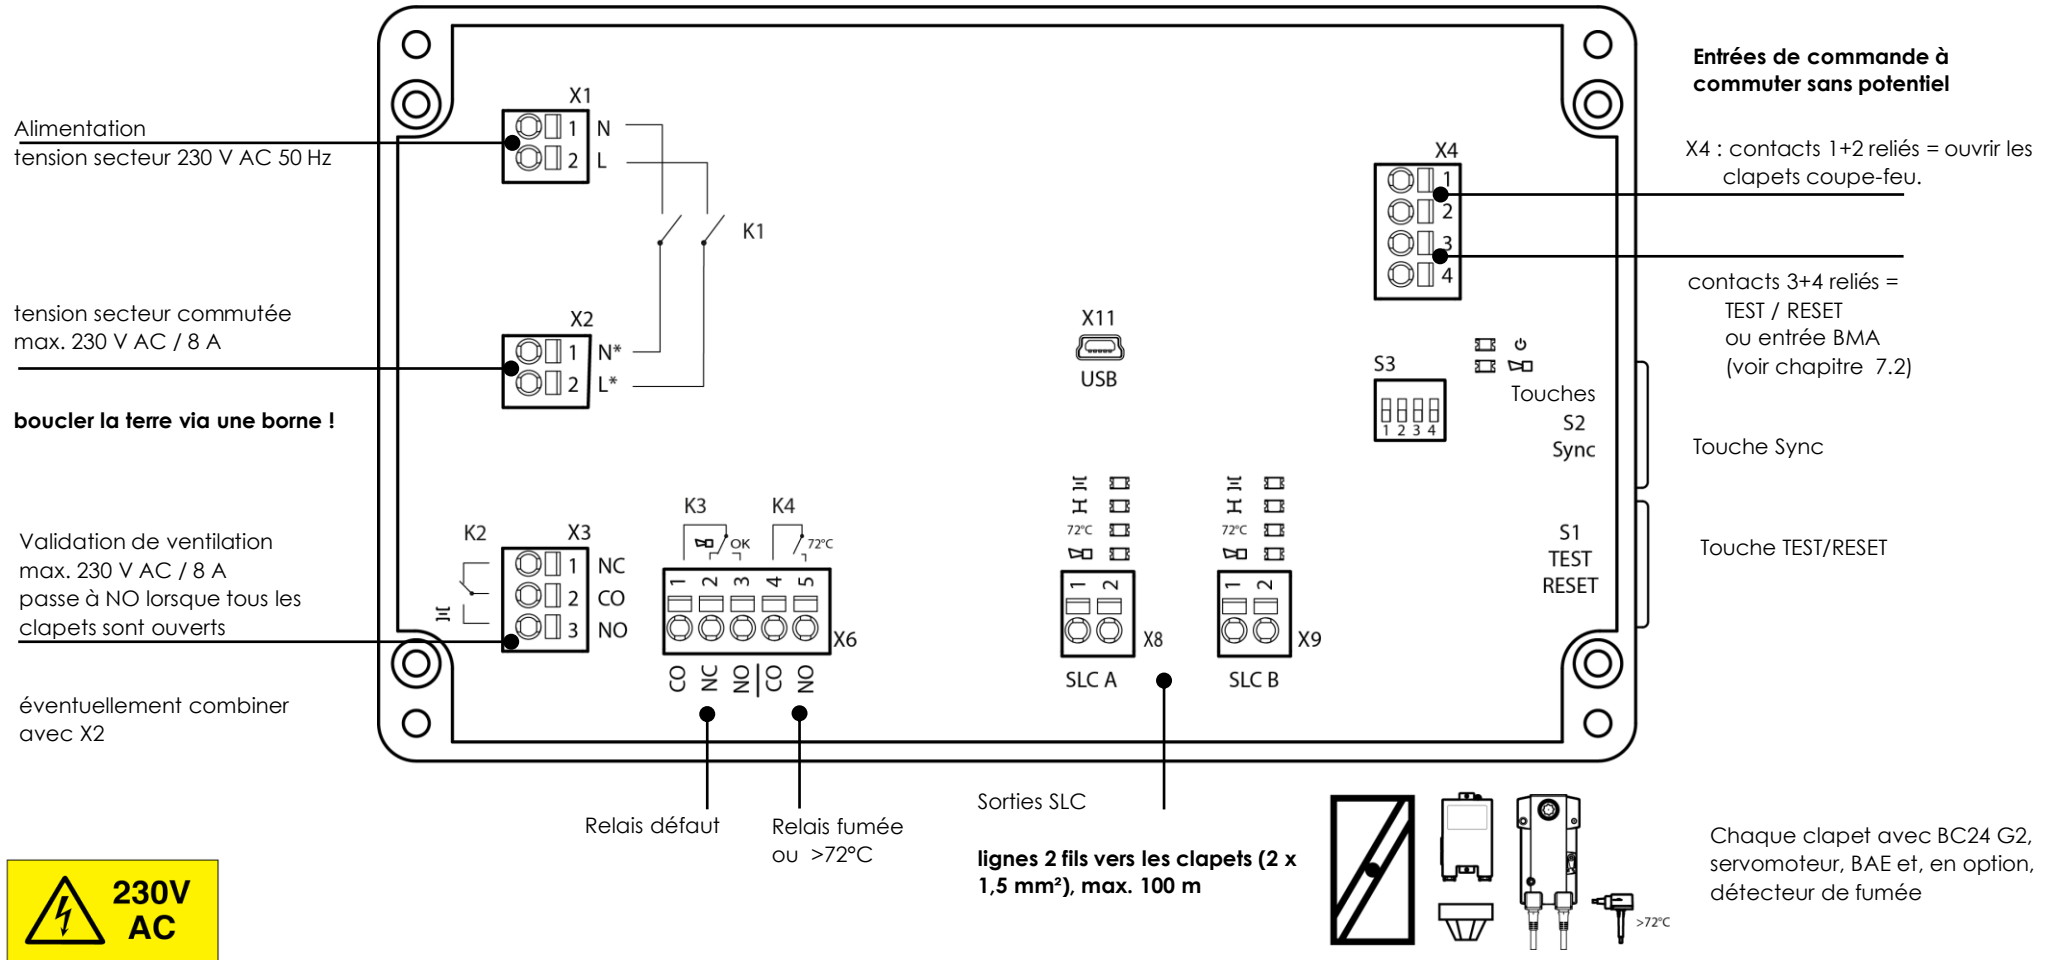 Alimentation
tension secteur 230 V AC 50 Hz
tension secteur commutée
max. 230 V AC / 8 A
boucler la terre via une borne !
Validation de ventilation
max. 230 V AC / 8 A
passe à NO lorsque tous les
clapets sont ouverts
éventuellement combiner
avec X2
230V
AC
X1
1 N
2 L
K1
X2
1 N*
2 L*
K2
X3
1 NC
2 CO
3 NO
K3
K4
OK
72°C
1 2 3 4 5
X6
CO NC NO CO NO
Relais défaut
Relais fumée
ou >72°C
X11
USB
72°C
1 2
X8
SLC A
72°C
1 2
X9
SLC B
Sorties SLC
lignes 2 fils vers les clapets (2 x
1,5 mm²), max. 100 m
X4
1
2
3
4
S3
1 2 3 4
Touches
S2
Sync
S1
TEST
RESET
Entrées de commande à
commuter sans potentiel
X4 : contacts 1+2 reliés = ouvrir les
clapets coupe-feu.
contacts 3+4 reliés =
TEST / RESET
ou entrée BMA
(voir chapitre 7.2)
Touche Sync
Touche TEST/RESET
>72°C
Chaque clapet avec BC24 G2,
servomoteur, BAE et, en option,
détecteur de fumée